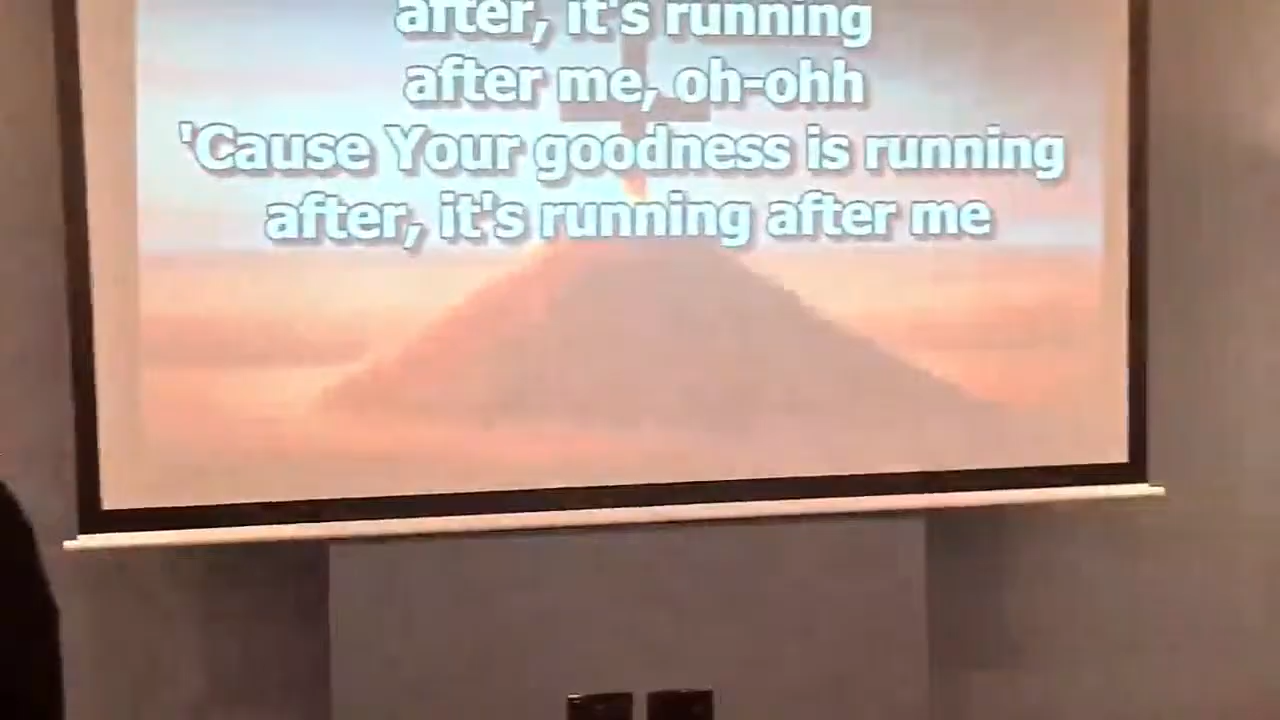 after, it's running
after me, oh-ohh
'Cause Your goodness is running
after, it's running after me